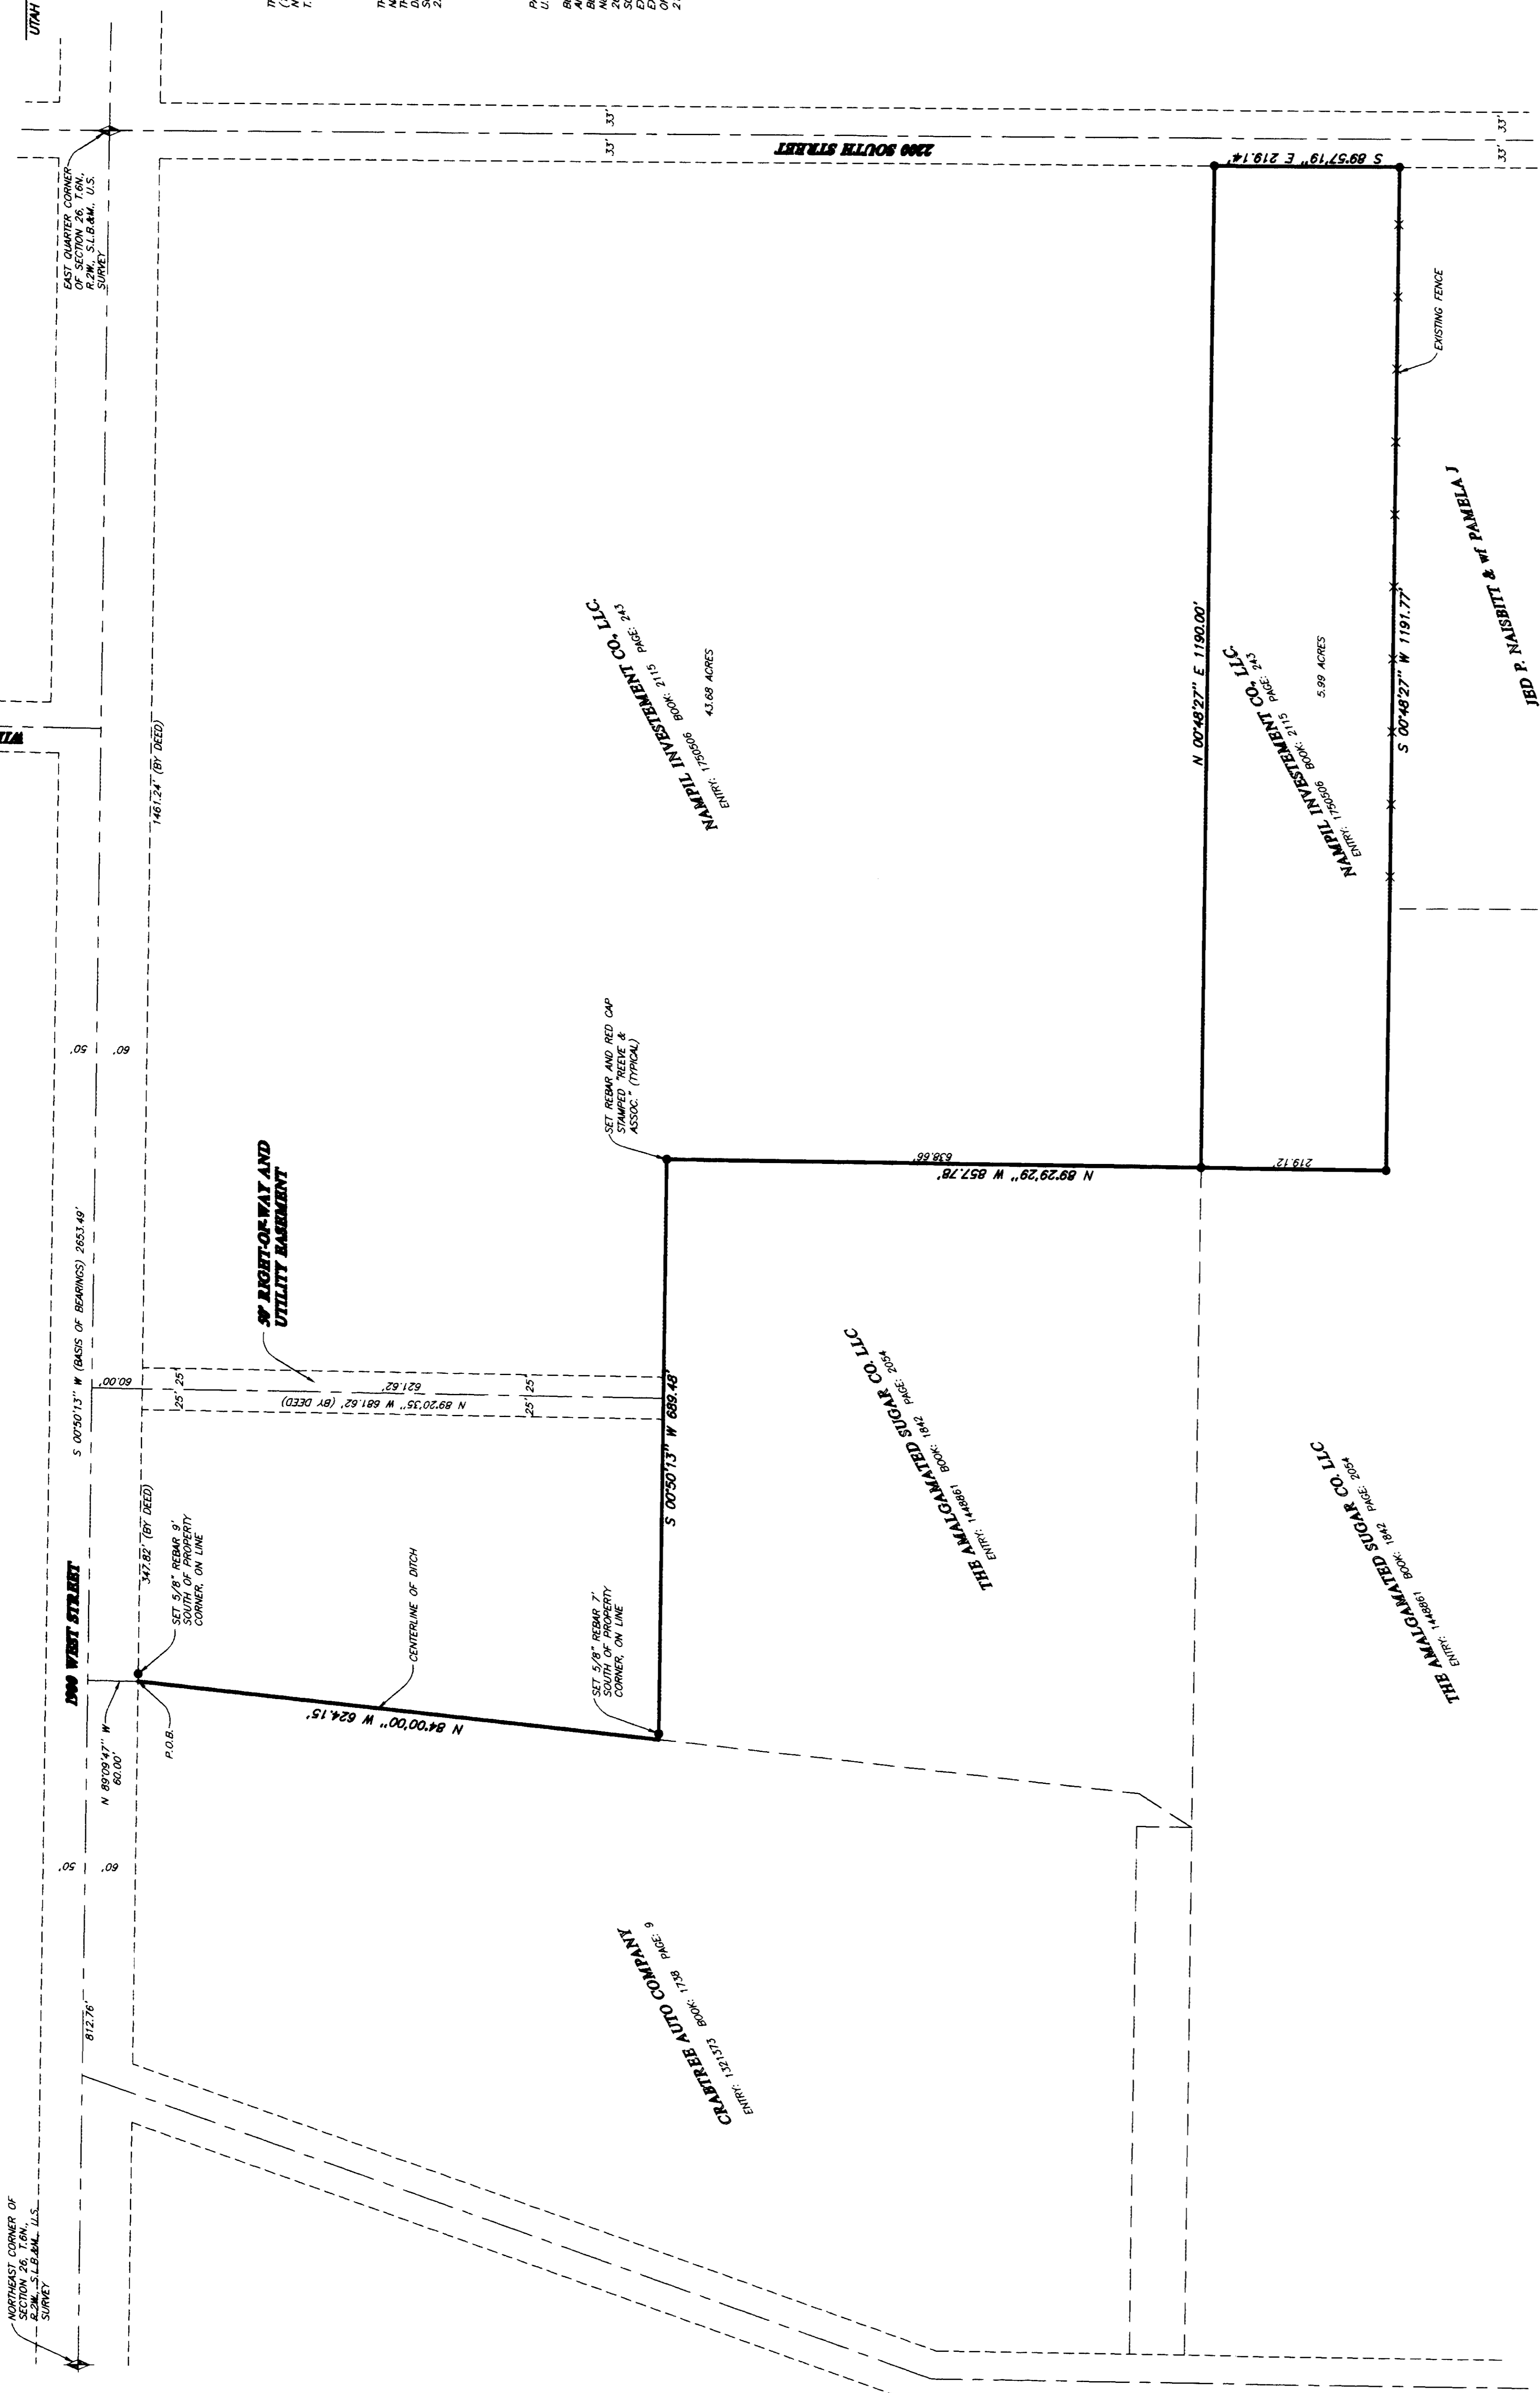 UTAH
EAST QUARTER CORNER
OF SECTION 26, T.6N.,
R.2W., S.L.B.&M., U.S.
SURVEY
33' 33'
2200 SOUTH STREET
33' 33'
S 89°57'19" E 219.14'
EXISTING FENCE
JED P. NAISBITT & wf PAMELA J
1461.24' (BY DEED)
NAMPIL INVESTEMENT CO., LLC.
ENTRY: 1750506 BOOK: 2115 PAGE: 243
43.68 ACRES
N 00°48'27" E 1190.00'
NAMPIL INVESTEMENT CO., LLC.
ENTRY: 1750506 BOOK: 2115 PAGE: 243
5.99 ACRES
S 00°48'27" W 1191.77'
50'
60'
SET REBAR AND RED CAP
STAMPED "REEVE &
ASSOC." (TYPICAL)
638.66'
N 89°29'29" W 857.78'
219.12'
S 00°50'13" W (BASIS OF BEARINGS) 2653.49'
50' RIGHT-OF-WAY AND
UTILITY EASEMENT
60.00'
25' 25'
621.62'
N 89°20'35" W 681.62' (BY DEED)
25' 25'
S 00°50'13" W 689.48'
THE AMALGAMATED SUGAR CO. LLC
ENTRY: 1448861 BOOK: 1842 PAGE: 2054
THE AMALGAMATED SUGAR CO. LLC
ENTRY: 1448861 BOOK: 1842 PAGE: 2054
1900 WEST STREET
347.82' (BY DEED)
SET 5/8" REBAR 9'
SOUTH OF PROPERTY
CORNER, ON LINE
CENTERLINE OF DITCH
SET 5/8" REBAR 7'
SOUTH OF PROPERTY
CORNER, ON LINE
N 84°00'00" W 624.15'
P.O.B.
N 89°09'47" W
60.00'
50'
60'
812.76'
CRABTREE AUTO COMPANY
ENTRY: 1321373 BOOK: 1738 PAGE: 9
NORTHEAST CORNER OF
SECTION 26, T.6N.,
R.2W., S.L.B.&M., U.S.
SURVEY